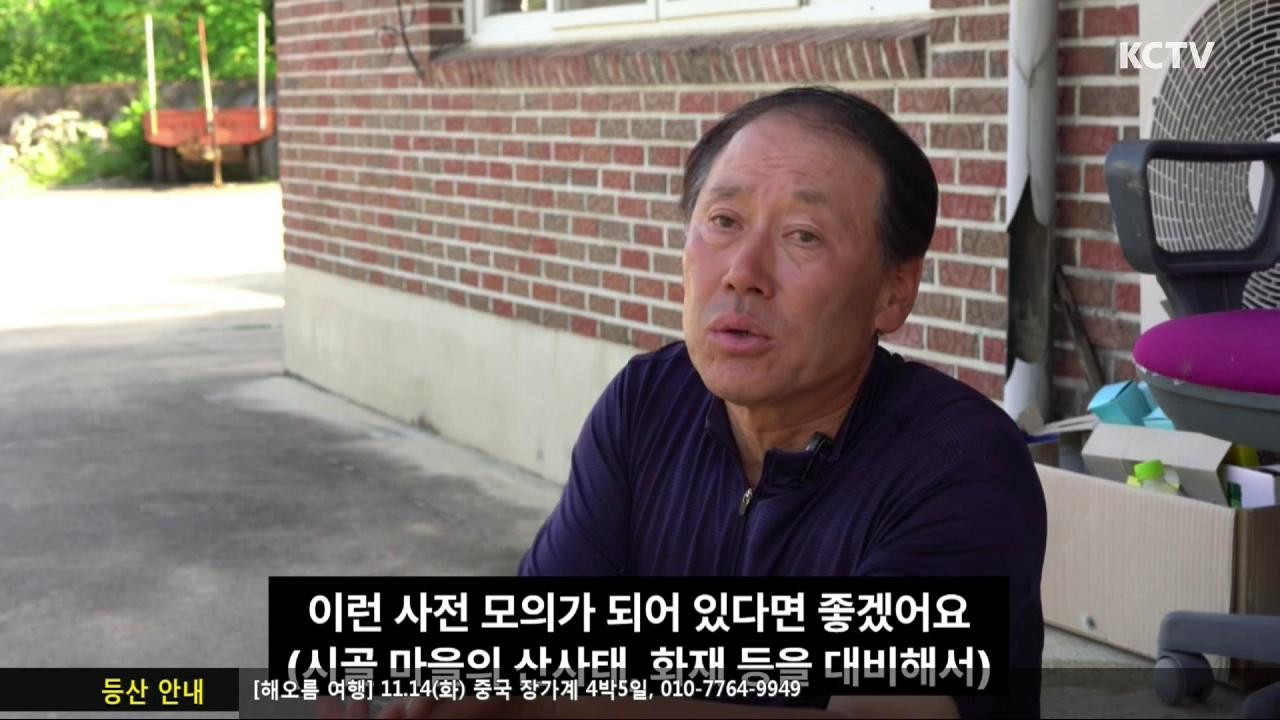 KCTV
이런 사전 모의가 되어 있다면 좋겠어요
(시골 마을의 산사태, 화재 등을 대비해서)
등산 안내 [해오름 여행] 11.14(화) 중국 장가계 4박5일, 010-7764-9949